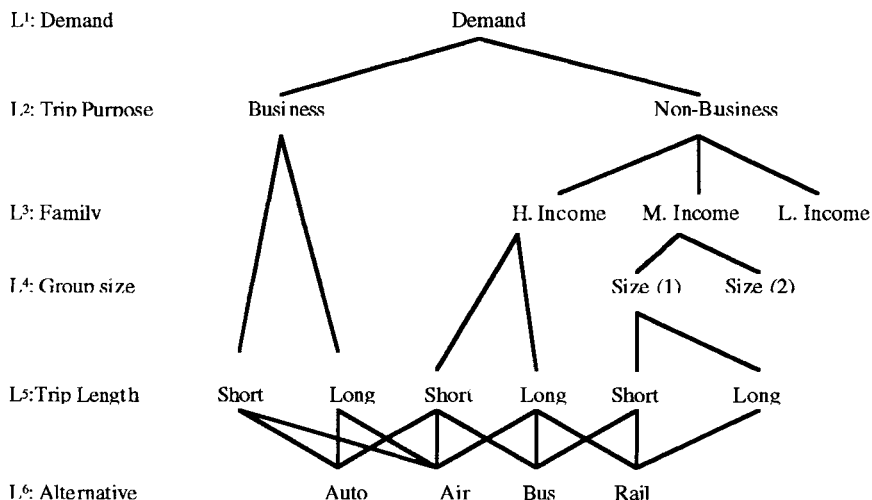 L1: Demand Demand
L2: Trip Purpose Business Non-Business
L3: Family H. Income M. Income L. Income
L4: Group size Size (1) Size (2)
L5:Trip Length Short Long Short Long Short Long
L6: Alternative Auto Air Bus Rail